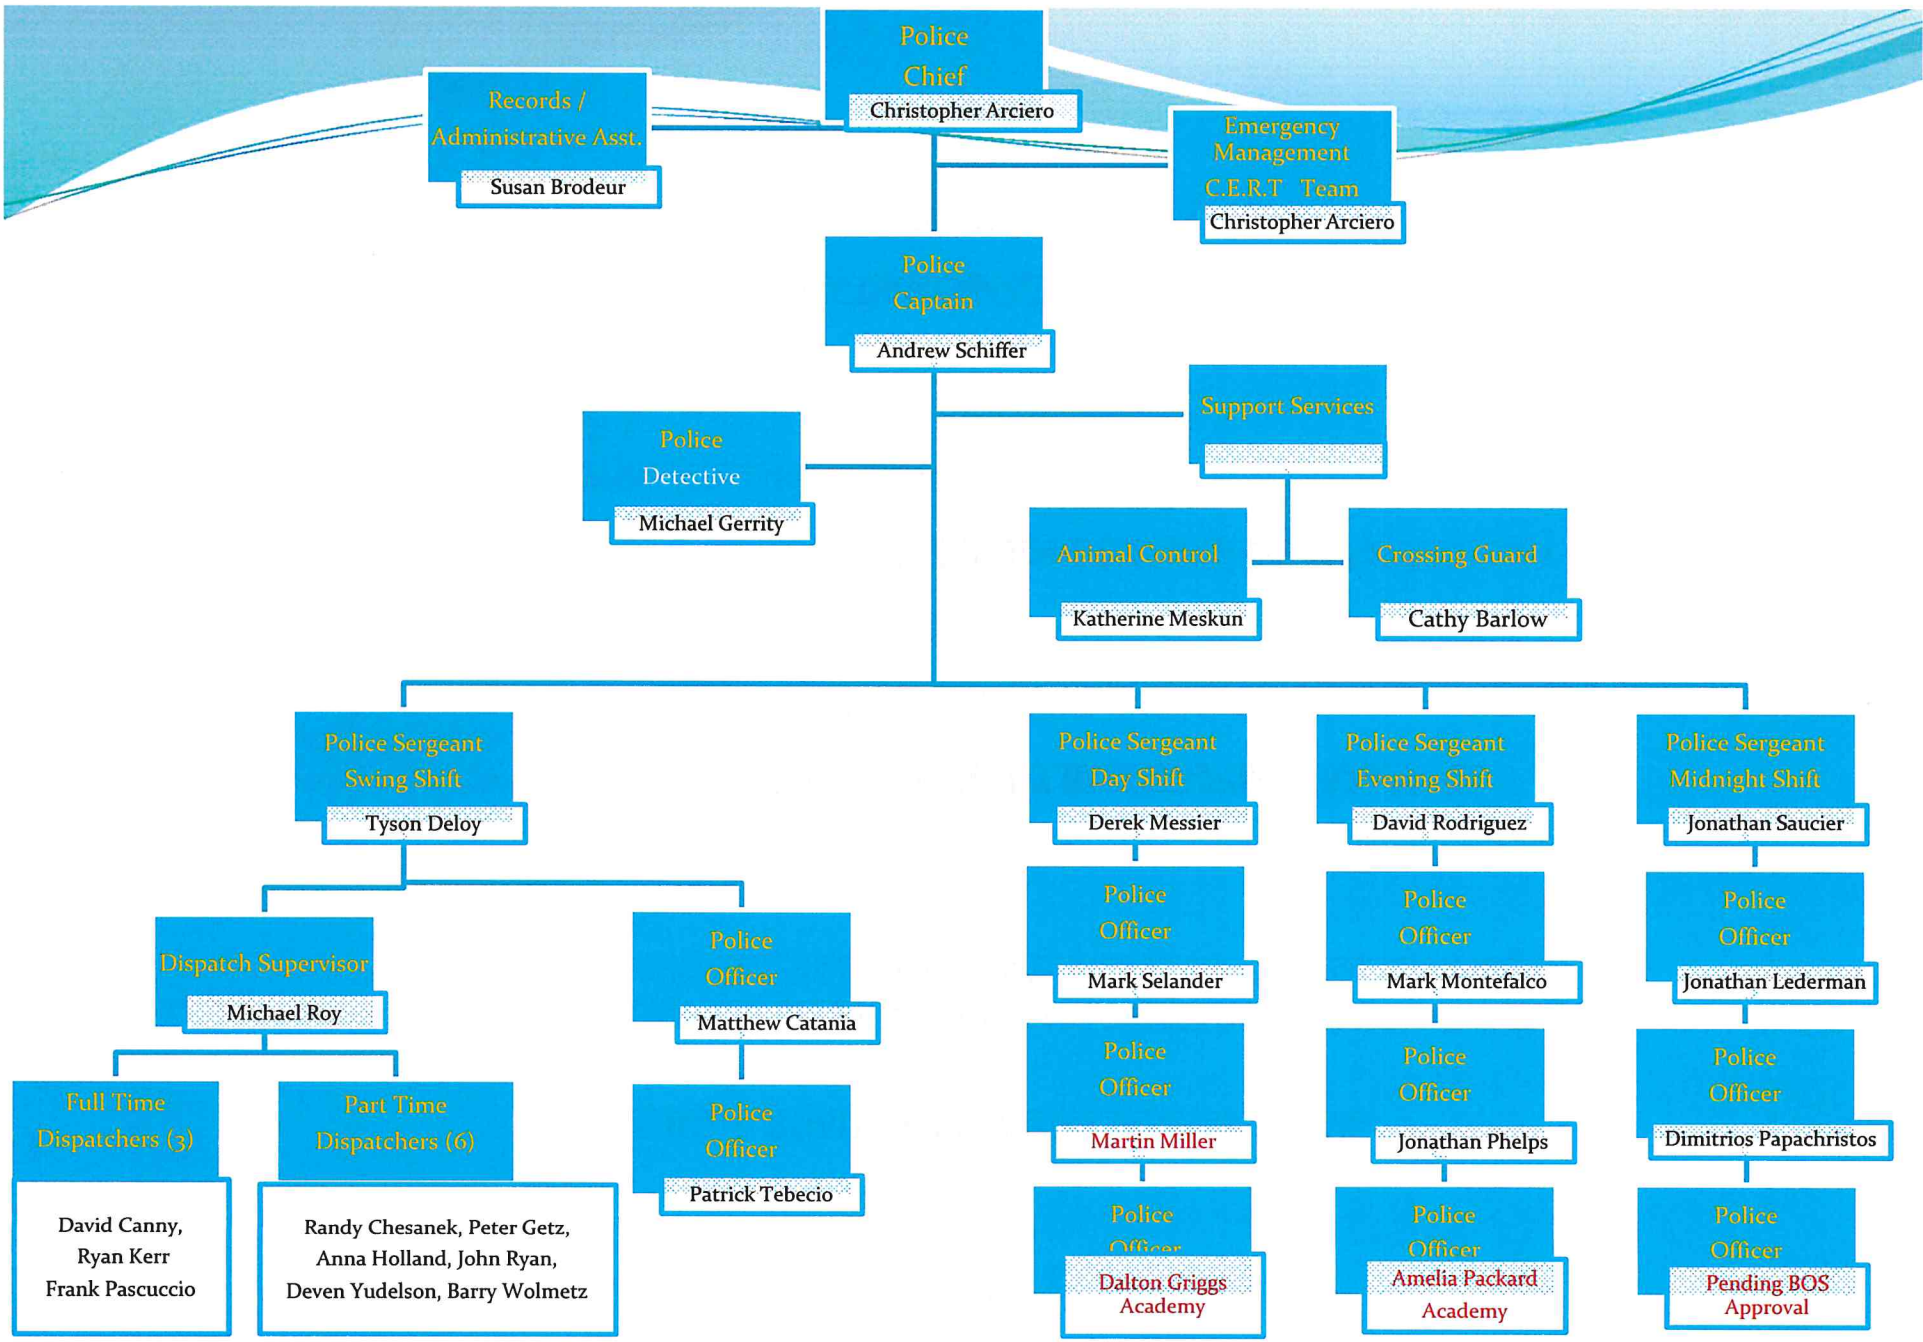 Police
Chief
Christopher Arciero
Records /
Administrative Asst.
Susan Brodeur
Emergency
Management
C.E.R.T Team
Christopher Arciero
Police
Captain
Andrew Schiffer
Support Services
Police
Detective
Michael Gerrity
Animal Control
Katherine Meskun
Crossing Guard
Cathy Barlow
Police Sergeant
Swing Shift
Tyson Deloy
Police Sergeant
Day Shift
Derek Messier
Police Sergeant
Evening Shift
David Rodriguez
Police Sergeant
Midnight Shift
Jonathan Saucier
Dispatch Supervisor
Michael Roy
Police
Officer
Matthew Catania
Police
Officer
Mark Selander
Police
Officer
Mark Montefalco
Police
Officer
Jonathan Lederman
Full Time
Dispatchers (3)
David Canny,
Ryan Kerr
Frank Pascuccio
Part Time
Dispatchers (6)
Randy Chesanek, Peter Getz,
Anna Holland, John Ryan,
Deven Yudelson, Barry Wolmetz
Police
Officer
Patrick Tebecio
Police
Officer
Martin Miller
Police
Officer
Jonathan Phelps
Police
Officer
Dimitrios Papachristos
Police
Officer
Dalton Griggs
Academy
Police
Officer
Amelia Packard
Academy
Police
Officer
Pending BOS
Approval